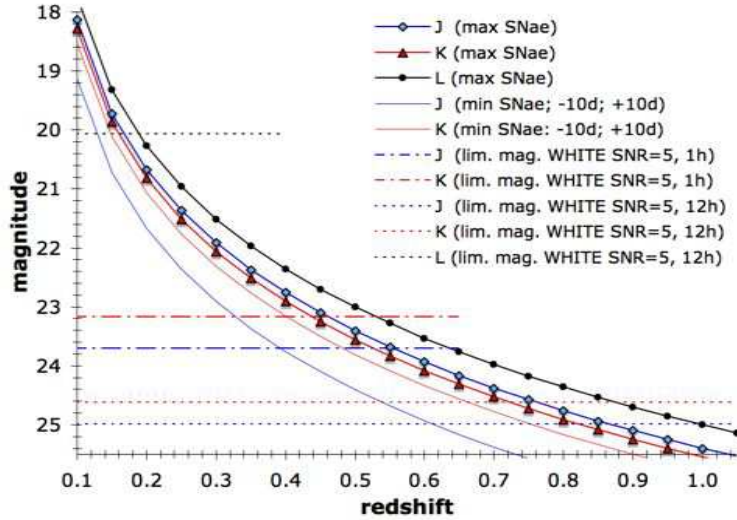 18
19
20
21
22
23
24
25
magnitude
J (max SNae)
K (max SNae)
L (max SNae)
J (min SNae; -10d; +10d)
K (min SNae: -10d; +10d)
J (lim. mag. WHITE SNR=5, 1h)
K (lim. mag. WHITE SNR=5, 1h)
J (lim. mag. WHITE SNR=5, 12h)
K (lim. mag. WHITE SNR=5, 12h)
L (lim. mag. WHITE SNR=5, 12h)
0.1 0.2 0.3 0.4 0.5 0.6 0.7 0.8 0.9 1.0
redshift